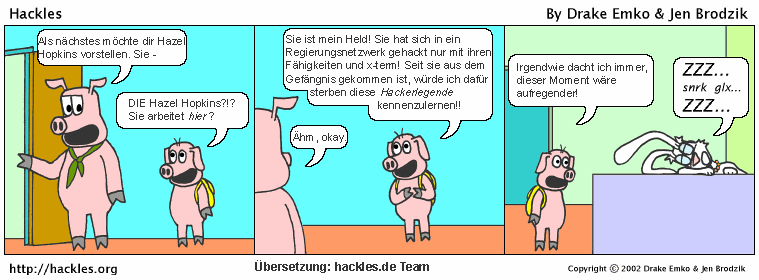 Hackles
By Drake Emko & Jen Brodzik
Als nächstes möchte dir Hazel
Hopkins vorstellen. Sie -
DIE Hazel Hopkins?!?
Sie arbeitet hier?
Sie ist mein Held! Sie hat sich in ein
Regierungsnetzwerk gehackt nur mit ihren
Fähigkeiten und x-term! Seit sie aus dem
Gefängnis gekommen ist, würde ich dafür
sterben diese Hackerlegende
kennenzulernen!!
Ähm, okay.
Irgendwie dacht ich immer,
dieser Moment wäre
aufregender!
ZZZ...
snrk glx...
ZZZ...
http://hackles.org
Übersetzung: hackles.de Team
Copyright © 2002 Drake Emko & Jen Brodzik